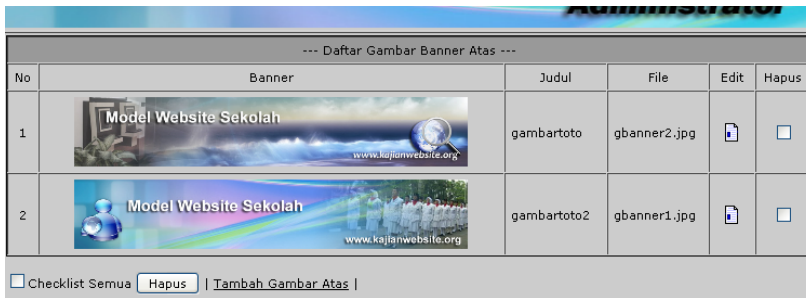 Administrator
--- Daftar Gambar Banner Atas ---
No Banner Judul File Edit Hapus
1 Model Website Sekolah www.kajianwebsite.org gambartoto gbanner2.jpg
2 Model Website Sekolah www.kajianwebsite.org gambartoto2 gbanner1.jpg
Checklist Semua Hapus | Tambah Gambar Atas |